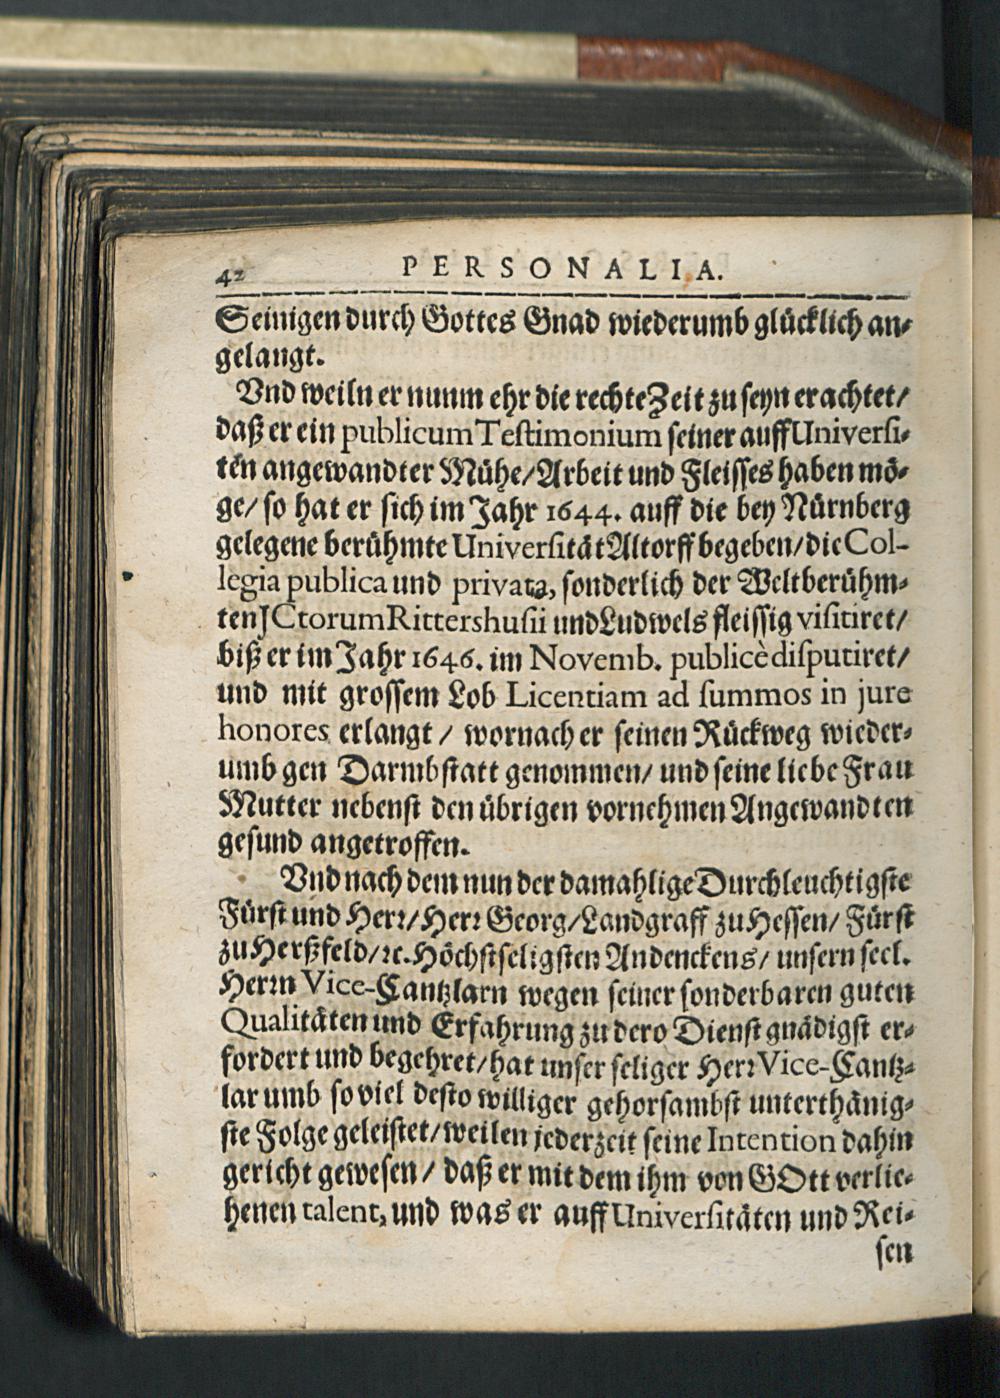 42 PERSONALIA.
Seinigen durch Gottes Gnad wiederumb glücklich an⸗
gelangt.
Vnd weiln er nunm ehr die rechte Zeit zu seyn erachtet/
daß er ein publicum Testimonium seiner auff Universi⸗
tēn angewandter Mühe/Arbeit und Fleisses haben mö⸗
ge/ so hat er sich im Jahr 1644. auff die bey Nürnberg
gelegene berühmte Universität Altorff begeben/die Col-
legia publica und privata, sonderlich der Weltberühm⸗
ten JCtorum Rittershusii und Ludwels fleissig visitiret/
biß er im Jahr 1646. im Novemb. publicè disputiret/
und mit grossem Lob Licentiam ad summos in jure
honores erlangt / wornach er seinen Rückweg wieder⸗
umb gen Darmbstatt genommen/ und seine liebe Frau
Mutter nebenst den übrigen vornehmen Angewandten
gesund angetroffen.
Vnd nach dem nun der damahlige Durchleuchtigste
Fürst und Herr/Herr Georg/Landgraff zu Hessen/ Fürst
zu Herßfeld/ꝛc. Höchstseligsten Andenckens/ unsern seel.
Herrn Vice-Cantzlarn wegen seiner sonderbaren guten
Qualitäten und Erfahrung zu dero Dienst gnädigst er⸗
fordert und begehret/hat unser seliger Herr Vice-Cantz⸗
lar umb so viel desto williger gehorsambst unterthänig⸗
ste Folge geleistet/weilen jederzeit seine Intention dahin
gericht gewesen/ daß er mit dem ihm von GOtt verlie⸗
henen talent, und was er auff Universitäten und Rei⸗
sen